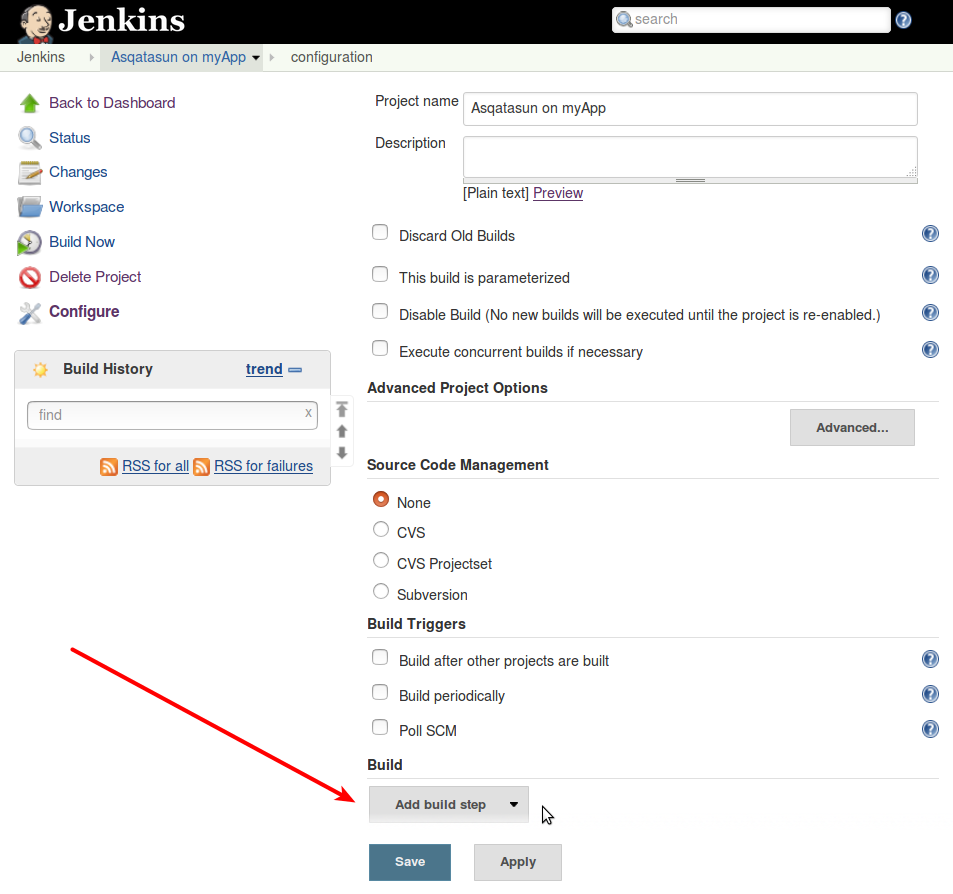 Jenkins
search
Jenkins Asqatasun on myApp configuration
Back to Dashboard
Status
Changes
Workspace
Build Now
Delete Project
Configure
Build History trend
find x
RSS for all RSS for failures
Project name Asqatasun on myApp
Description
[Plain text] Preview
Discard Old Builds
This build is parameterized
Disable Build (No new builds will be executed until the project is re-enabled.)
Execute concurrent builds if necessary
Advanced Project Options
Advanced...
Source Code Management
None
CVS
CVS Projectset
Subversion
Build Triggers
Build after other projects are built
Build periodically
Poll SCM
Build
Add build step
Save Apply